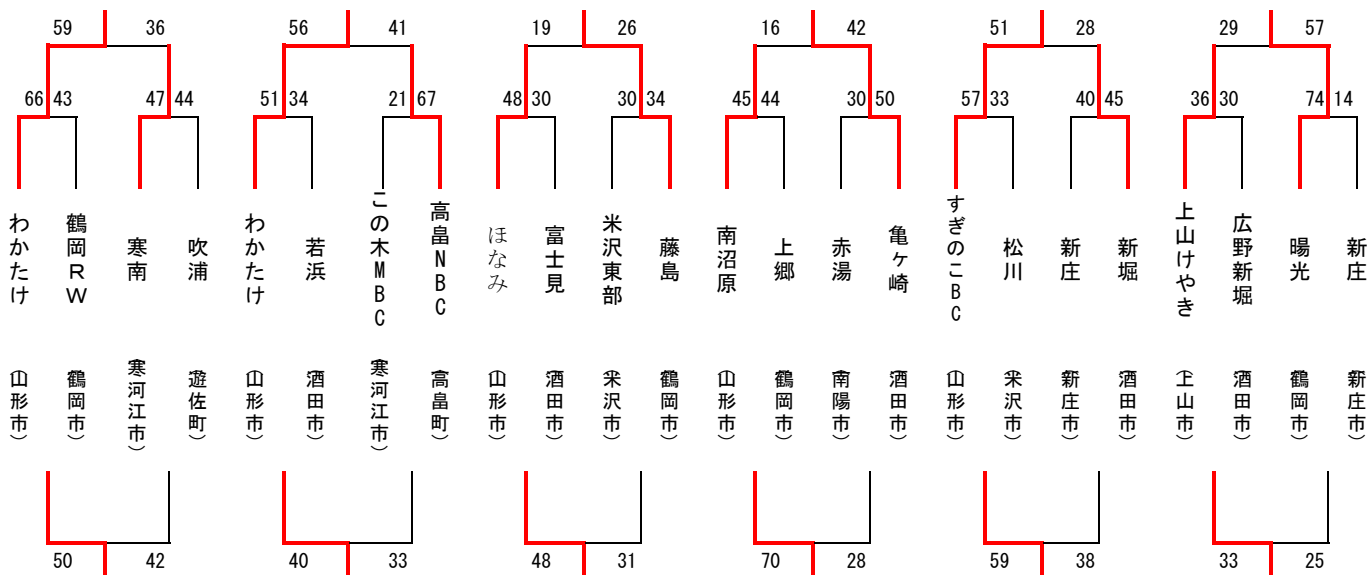 59 36 56 41 19 26 16 42 51 28 29 57
66 43 47 44 51 34 21 67 48 30 30 34 45 44 30 50 57 33 40 45 36 30 74 14
わかたけ
鶴岡RW
寒南
吹浦
わかたけ
若浜
この木MBC
高畠NBC
ほなみ
富士見
米沢東部
藤島
南沼原
上郷
赤湯
亀ヶ崎
すぎのこBC
松川
新庄
新堀
上山けやき
広野新堀
暘光
新庄
(山形市)
(鶴岡市)
(寒河江市)
(遊佐町)
(山形市)
(酒田市)
(寒河江市)
(高畠町)
(山形市)
(酒田市)
(米沢市)
(鶴岡市)
(山形市)
(鶴岡市)
(南陽市)
(酒田市)
(山形市)
(米沢市)
(新庄市)
(酒田市)
(上山市)
(酒田市)
(鶴岡市)
(新庄市)
50 42 40 33 48 31 70 28 59 38 33 25